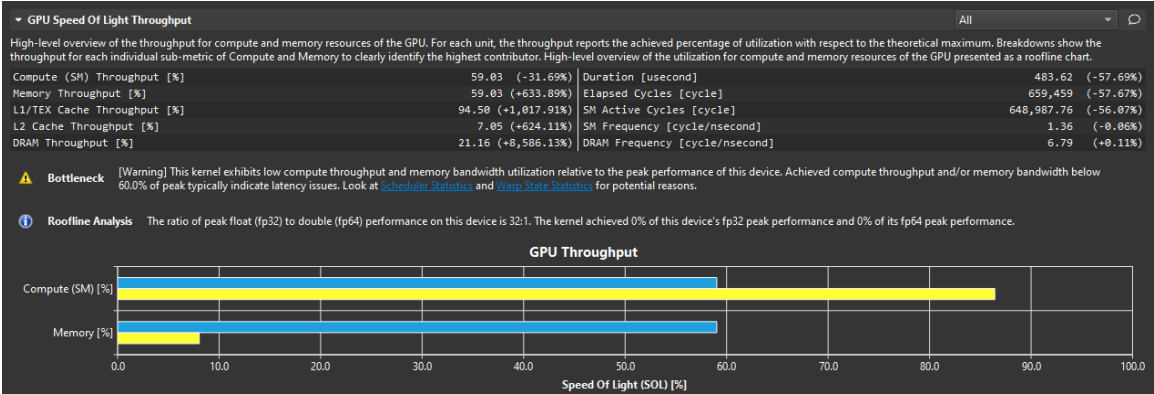 GPU Speed Of Light Throughput All
High-level overview of the throughput for compute and memory resources of the GPU. For each unit, the throughput reports the achieved percentage of utilization with respect to the theoretical maximum. Breakdowns show the
throughput for each individual sub-metric of Compute and Memory to clearly identify the highest contributor. High-level overview of the utilization for compute and memory resources of the GPU presented as a roofline chart.
Compute (SM) Throughput [%] 59.03 (-31.69%) Duration [usecond] 483.62 (-57.69%)
Memory Throughput [%] 59.03 (+633.89%) Elapsed Cycles [cycle] 659,459 (-57.67%)
L1/TEX Cache Throughput [%] 94.50 (+1,017.91%) SM Active Cycles [cycle] 648,987.76 (-56.07%)
L2 Cache Throughput [%] 7.05 (+624.11%) SM Frequency [cycle/nsecond] 1.36 (-0.06%)
DRAM Throughput [%] 21.16 (+8,586.13%) DRAM Frequency [cycle/nsecond] 6.79 (+0.11%)
Bottleneck [Warning] This kernel exhibits low compute throughput and memory bandwidth utilization relative to the peak performance of this device. Achieved compute throughput and/or memory bandwidth below
60.0% of peak typically indicate latency issues. Look at Scheduler Statistics and Warp State Statistics for potential reasons.
Roofline Analysis The ratio of peak float (fp32) to double (fp64) performance on this device is 32:1. The kernel achieved 0% of this device's fp32 peak performance and 0% of its fp64 peak performance.
GPU Throughput
Compute (SM) [%]
Memory [%]
0.0 10.0 20.0 30.0 40.0 50.0 60.0 70.0 80.0 90.0 100.0
Speed Of Light (SOL) [%]